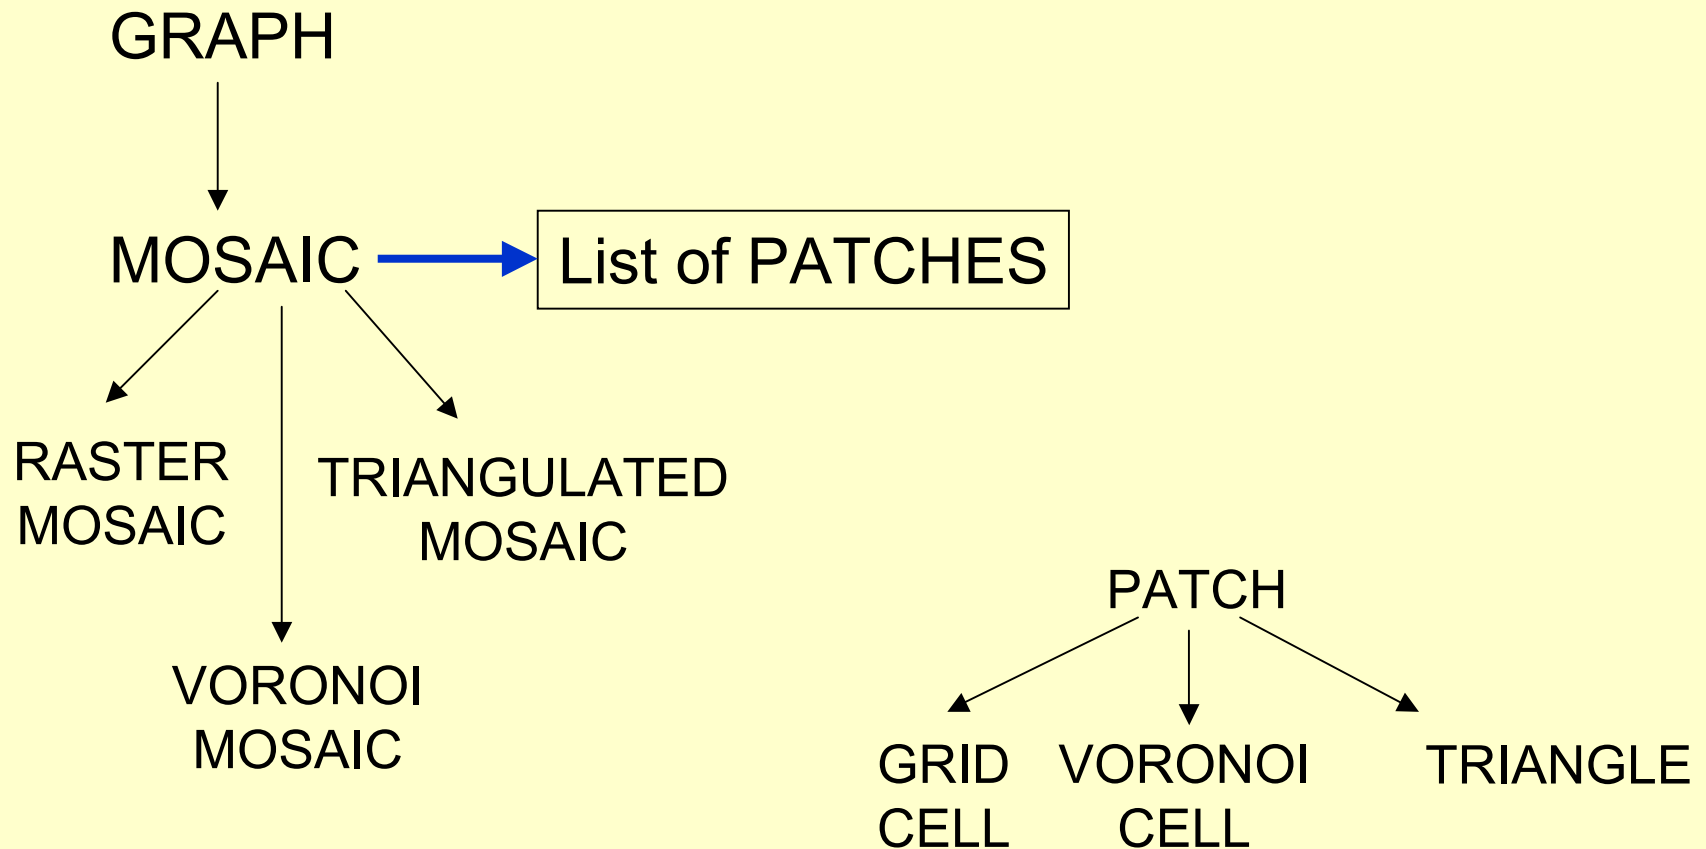 GRAPH
MOSAIC
List of PATCHES
RASTER
MOSAIC
TRIANGULATED
MOSAIC
VORONOI
MOSAIC
PATCH
GRID
CELL
VORONOI
CELL
TRIANGLE